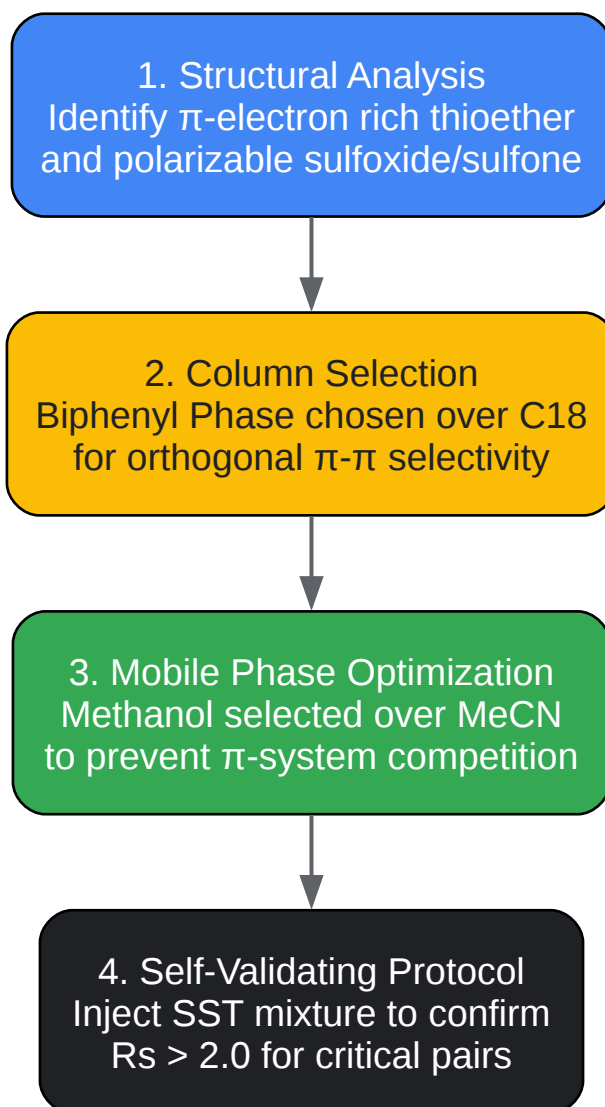 1. Structural Analysis
Identify π-electron rich thioether
and polarizable sulfoxide/sulfone
2. Column Selection
Biphenyl Phase chosen over C18
for orthogonal π-π selectivity
3. Mobile Phase Optimization
Methanol selected over MeCN
to prevent π-system competition
4. Self-Validating Protocol
Inject SST mixture to confirm
Rs > 2.0 for critical pairs